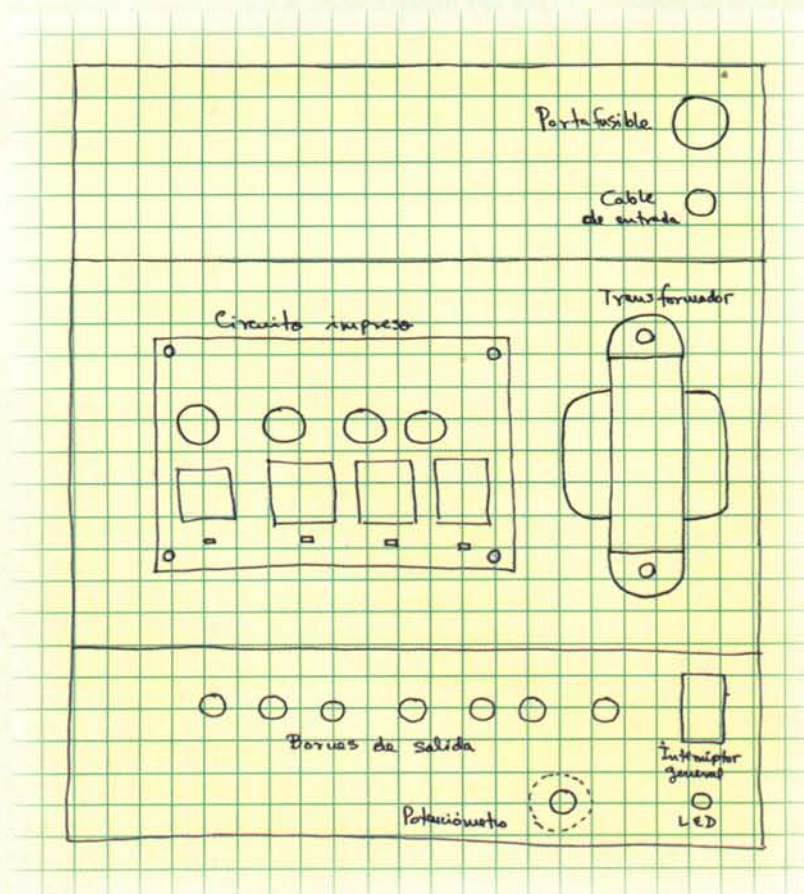 Portafusible
Cable
de entrada
Transformador
Circuito impreso
Bornes de salida
Interruptor
general
Potenciómetro
LED